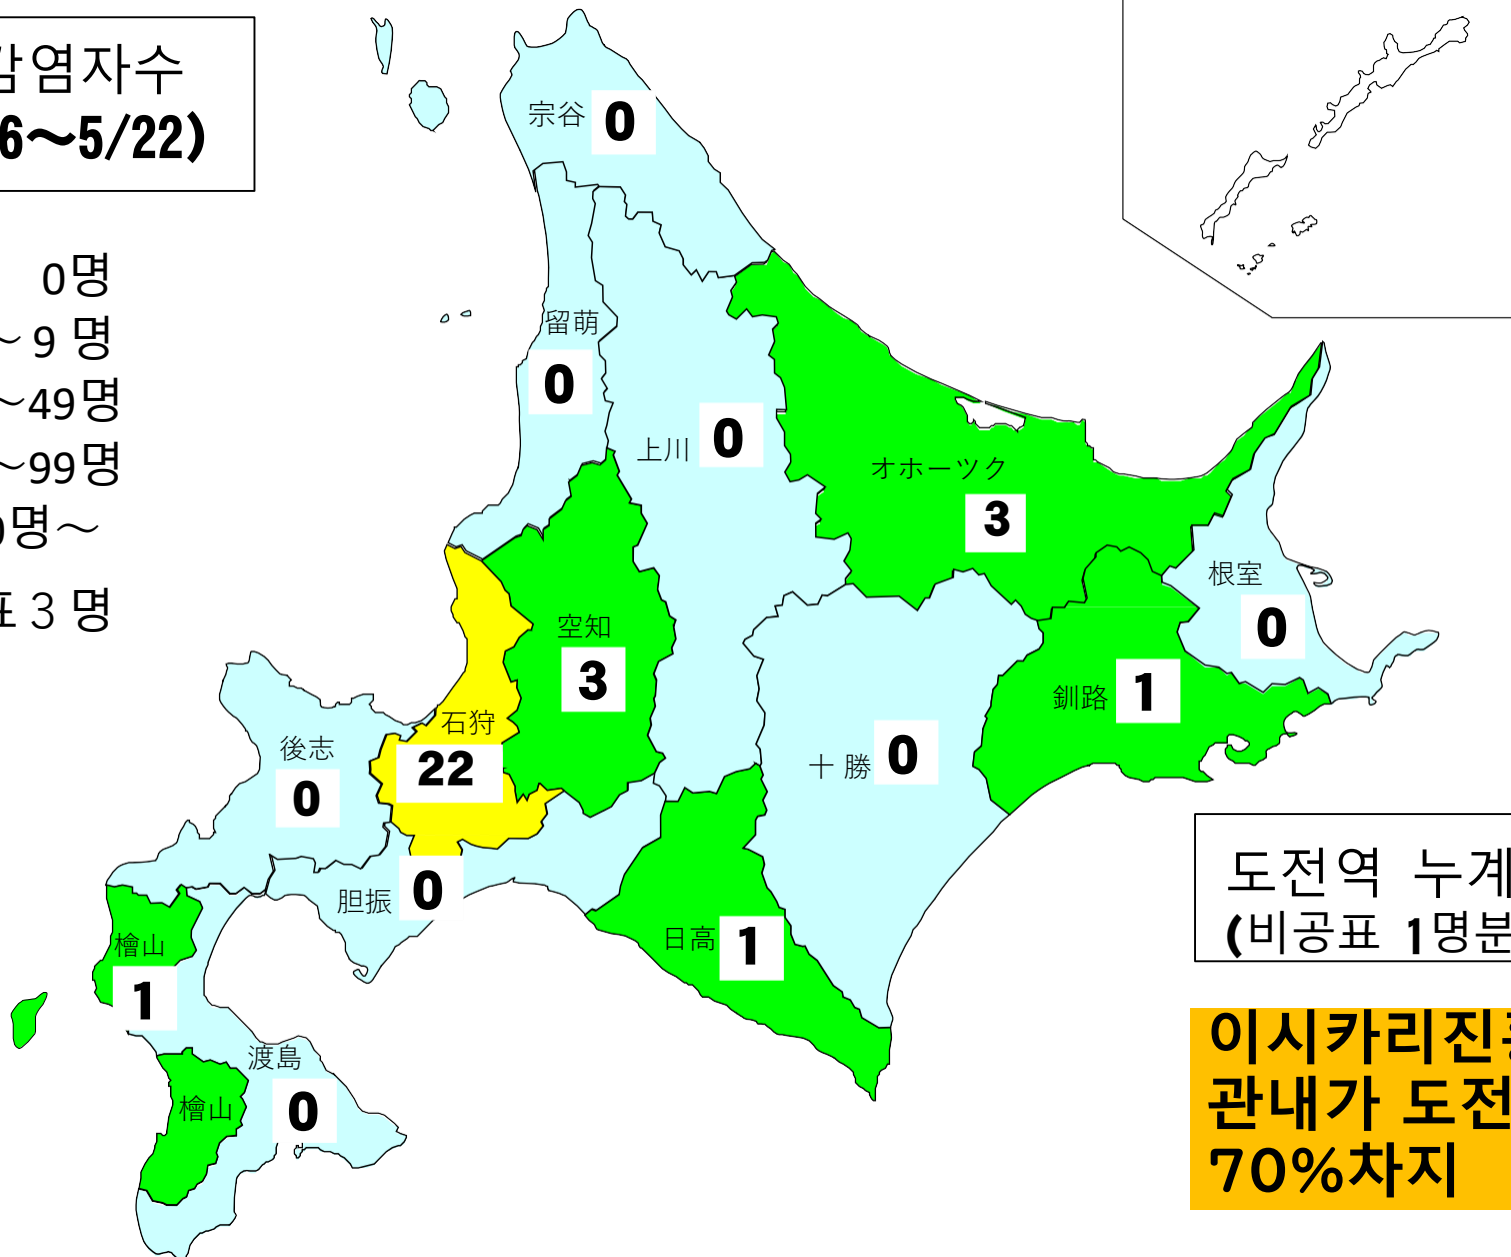 감염자수
6～5/22)
0명
～9 명
～49명
～99명
0명～
표 3 명
宗谷 0
留萌
0
上川 0
オホーツク
3
根室
0
空知
3
釧路 1
石狩
22
後志
0
十勝 0
胆振 0
日高 1
檜山
1
渡島
0
檜山
도전역 누계
(비공표 1명분
이시카리진흥
관내가 도전
70%차지